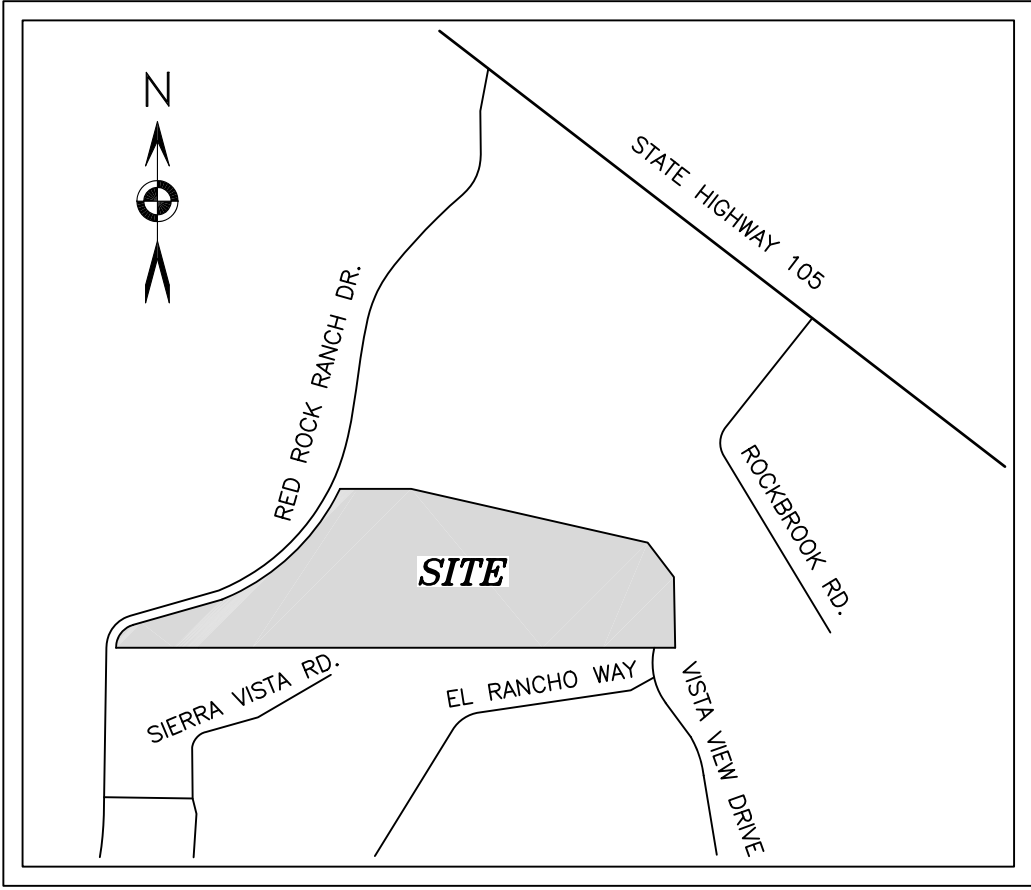 N
STATE HIGHWAY 105
RED ROCK RANCH DR.
ROCKBROOK RD.
SITE
SIERRA VISTA RD.
EL RANCHO WAY
VISTA VIEW DRIVE